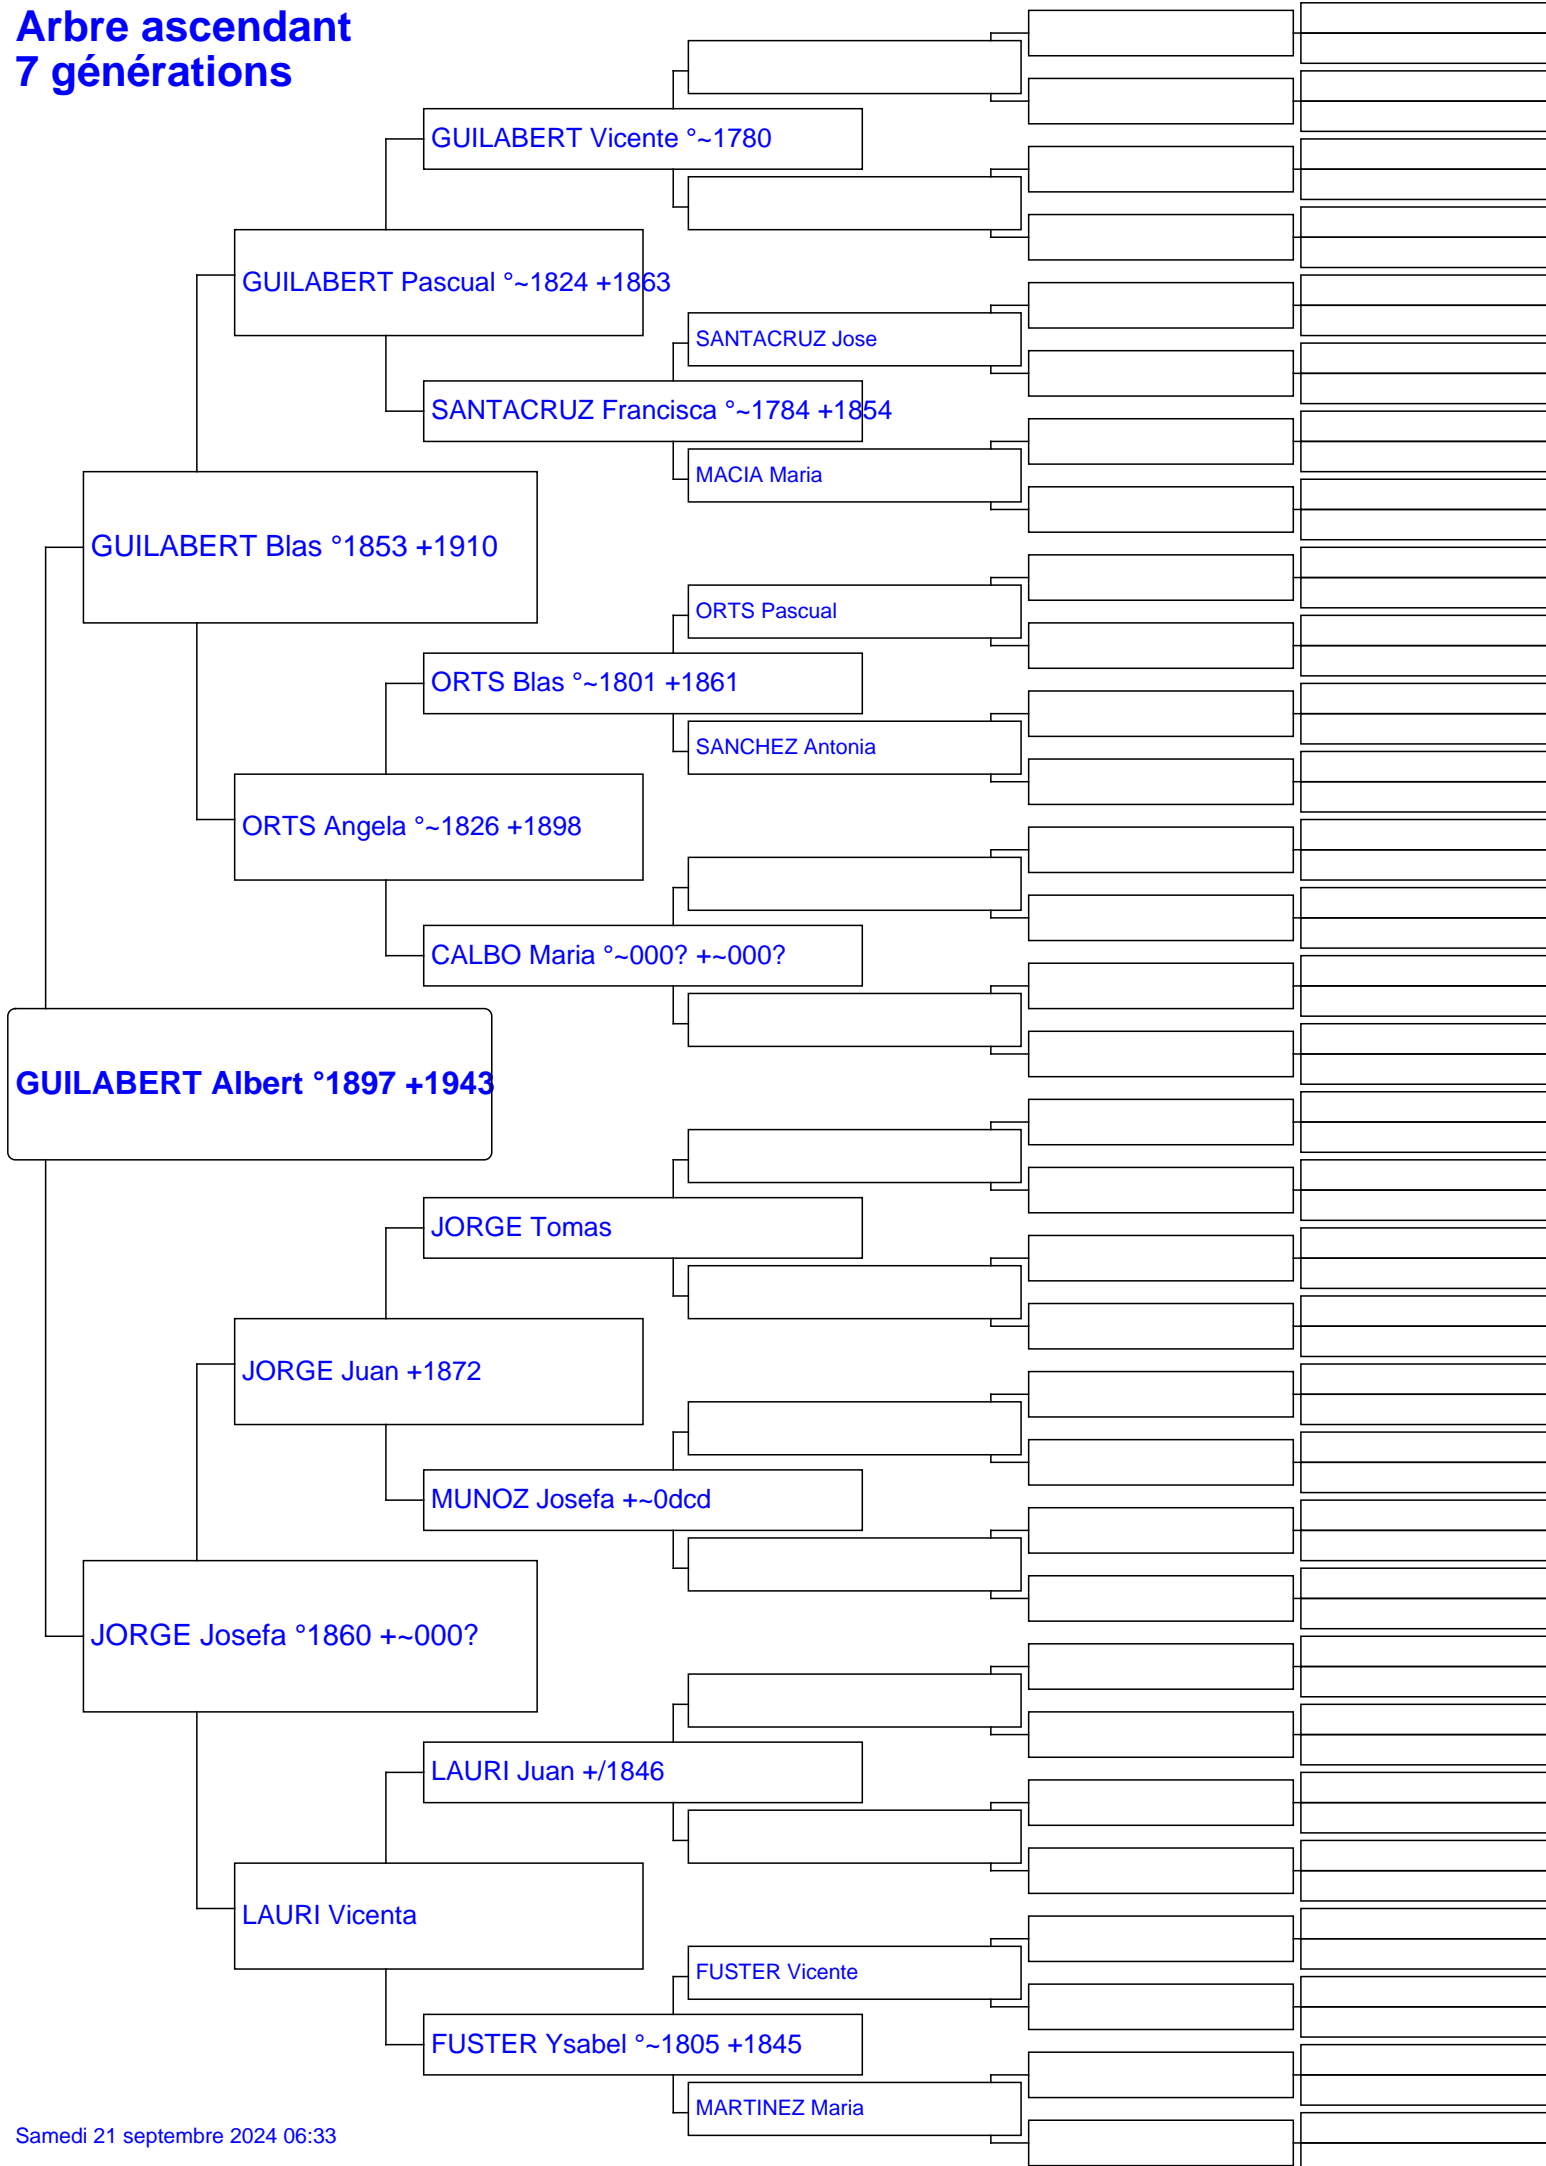 Arbre ascendant
7 générations
GUILABERT Vicente °~1780
GUILABERT Pascual °~1824 +1863
SANTACRUZ Jose
SANTACRUZ Francisca °~1784 +1854
MACIA Maria
GUILABERT Blas °1853 +1910
ORTS Pascual
ORTS Blas °~1801 +1861
SANCHEZ Antonia
ORTS Angela °~1826 +1898
CALBO Maria °~000? +~000?
GUILABERT Albert °1897 +1943
JORGE Tomas
JORGE Juan +1872
MUNOZ Josefa +~0dcd
JORGE Josefa °1860 +~000?
LAURI Juan +/1846
LAURI Vicenta
FUSTER Vicente
FUSTER Ysabel °~1805 +1845
MARTINEZ Maria
Samedi 21 septembre 2024 06:33